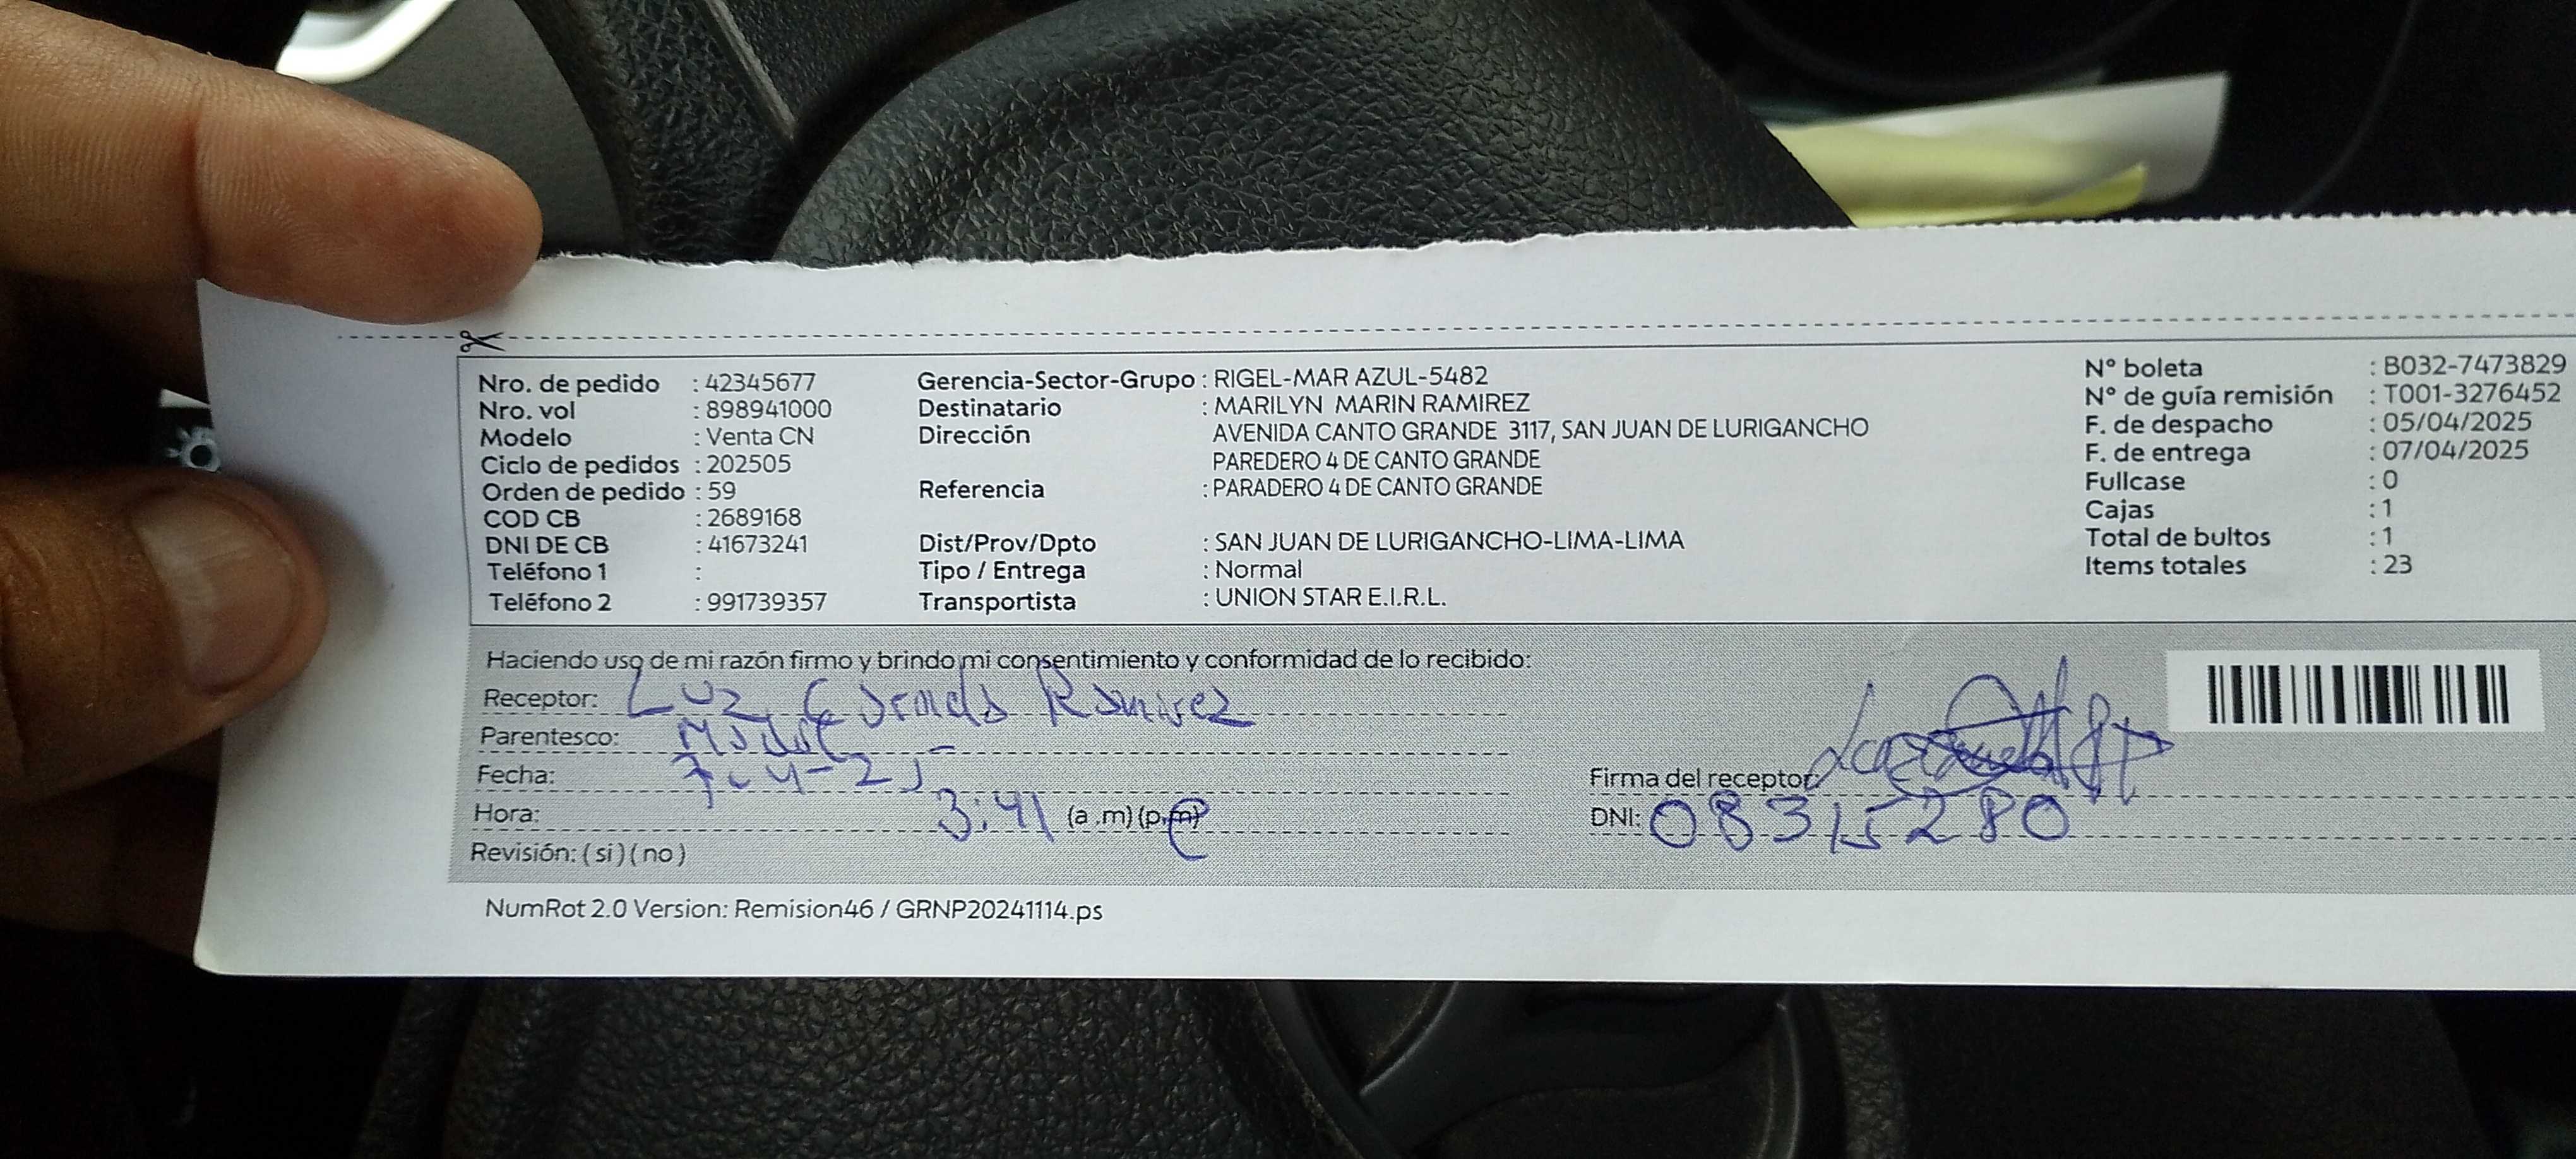 Nro. de pedido : 42345677
Nro. vol : 898941000
Modelo : Venta CN
Ciclo de pedidos : 202505
Orden de pedido : 59
COD CB : 2689168
DNI DE CB : 41673241
Teléfono 1 :
Teléfono 2 : 991739357
Gerencia-Sector-Grupo : RIGEL-MAR AZUL-5482
Destinatario : MARILYN MARIN RAMIREZ
Dirección AVENIDA CANTO GRANDE 3117, SAN JUAN DE LURIGANCHO
PAREDERO 4 DE CANTO GRANDE
Referencia : PARADERO 4 DE CANTO GRANDE
Dist/Prov/Dpto : SAN JUAN DE LURIGANCHO-LIMA-LIMA
Tipo / Entrega : Normal
Transportista : UNION STAR E.I.R.L.
N° boleta : B032-7473829
N° de guía remisión : T001-3276452
F. de despacho : 05/04/2025
F. de entrega : 07/04/2025
Fullcase : 0
Cajas : 1
Total de bultos : 1
Items totales : 23
Haciendo uso de mi razón firmo y brindo mi consentimiento y conformidad de lo recibido:
Receptor: Luz Ramirez
Parentesco:
Fecha: 7-4-25
Hora: 3:41 (a .m) (p.m)
Revisión: ( si ) ( no )
Firma del receptor:
DNI: 08315280
NumRot 2.0 Version: Remision46 / GRNP20241114.ps